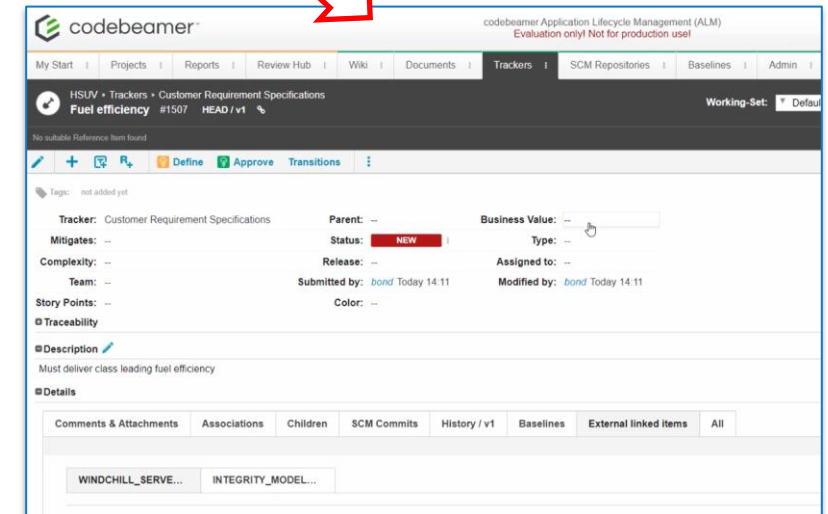 codebeamer
codebeamer Application Lifecycle Management (ALM)
Evaluation only! Not for production use!
My Start Projects Reports Review Hub Wiki Documents Trackers SCM Repositories Baselines Admin
HSUV • Trackers • Customer Requirement Specifications
Fuel efficiency #1507 HEAD / v1
Working-Set: Defaul
No suitable Reference Item found
R+ Define Approve Transitions
Tags: not added yet
Tracker: Customer Requirement Specifications Parent: -- Business Value: --
Mitigates: -- Status: NEW Type: --
Complexity: -- Release: -- Assigned to: --
Team: -- Submitted by: bond Today 14:11 Modified by: bond Today 14:11
Story Points: -- Color: --
Traceability
Description
Must deliver class leading fuel efficiency
Details
Comments & Attachments Associations Children SCM Commits History / v1 Baselines External linked items All
WINDCHILL_SERVE... INTEGRITY_MODEL...